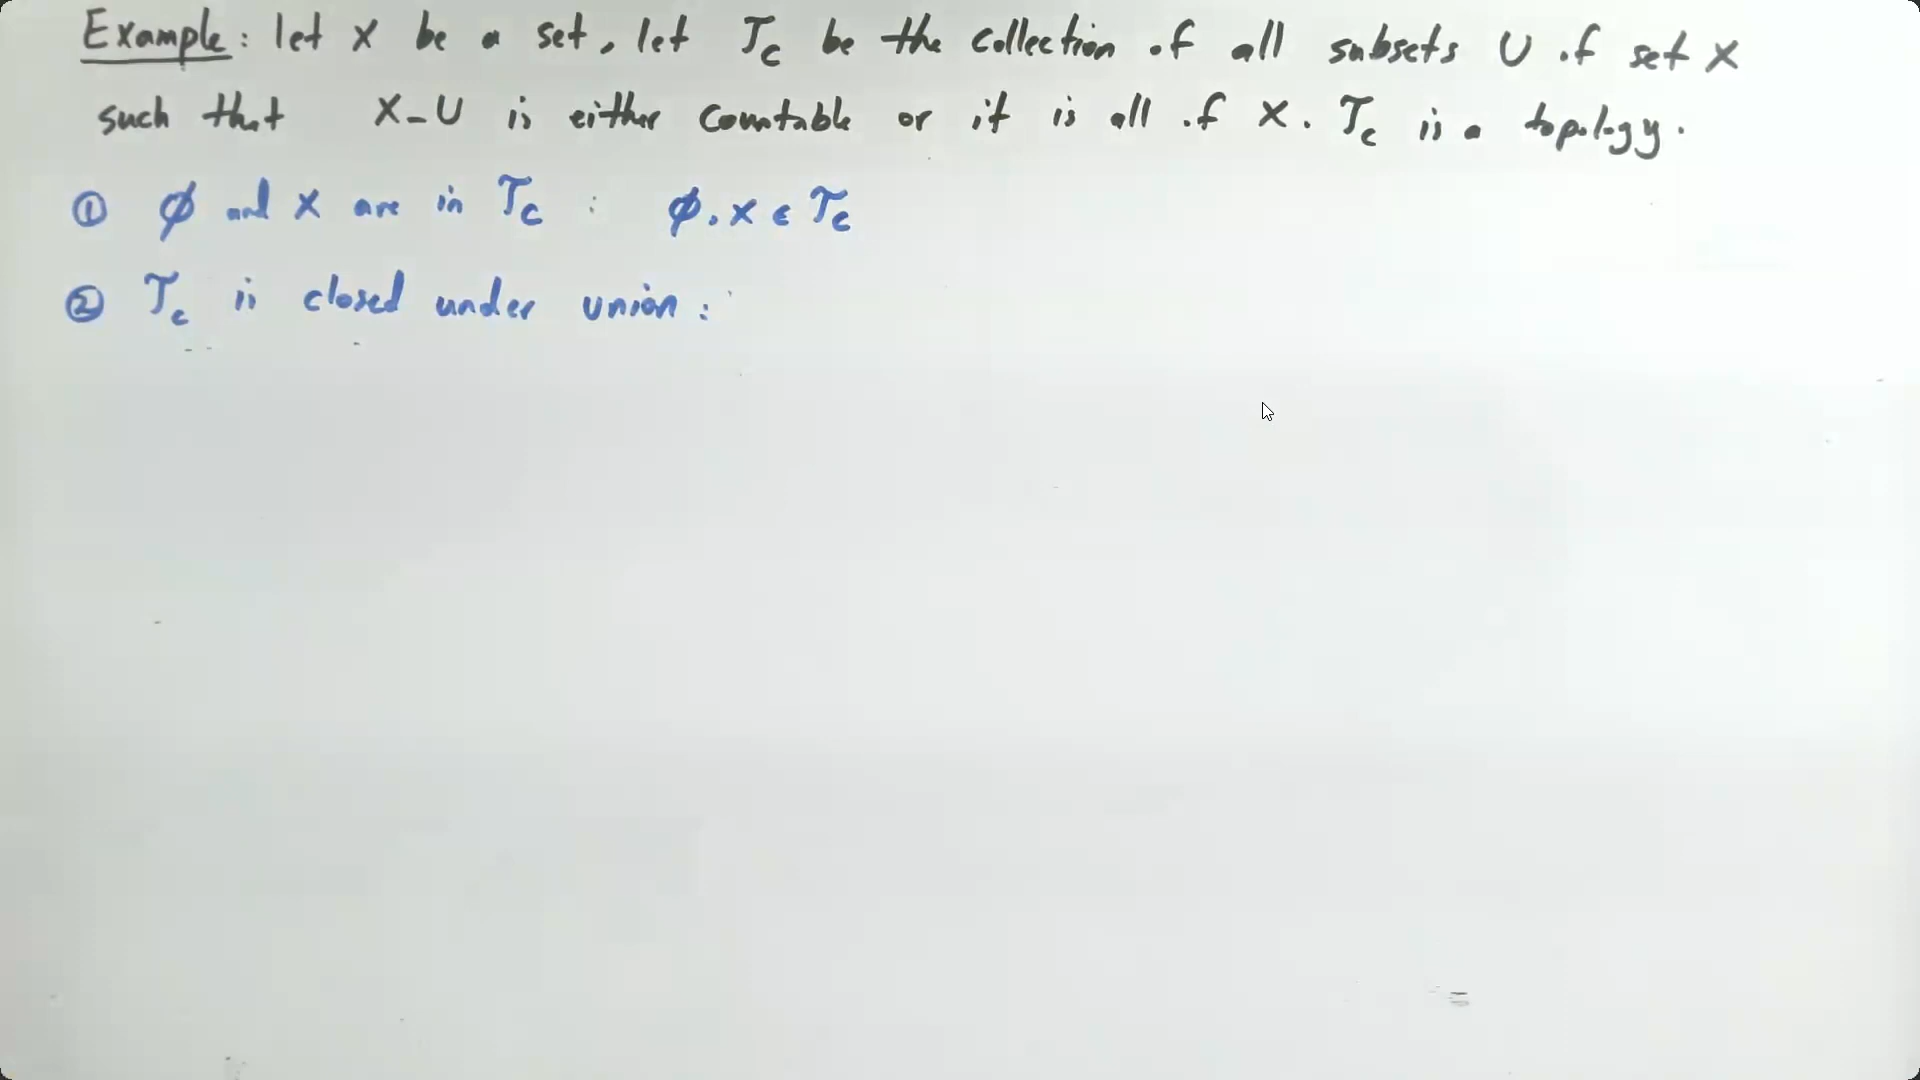 Example: let X be a set, let 𝒯c be the collection of all subsets U of set X
such that X-U is either countable or it is all of X. 𝒯c is a topology.
① ∅ and X are in 𝒯c : ∅, X ∈ 𝒯c
② 𝒯c is closed under union: